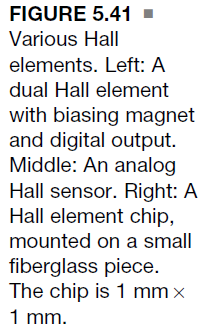 FIGURE 5.41 ■
Various Hall
elements. Left: A
dual Hall element
with biasing magnet
and digital output.
Middle: An analog
Hall sensor. Right: A
Hall element chip,
mounted on a small
fiberglass piece.
The chip is 1 mm ×
1 mm.